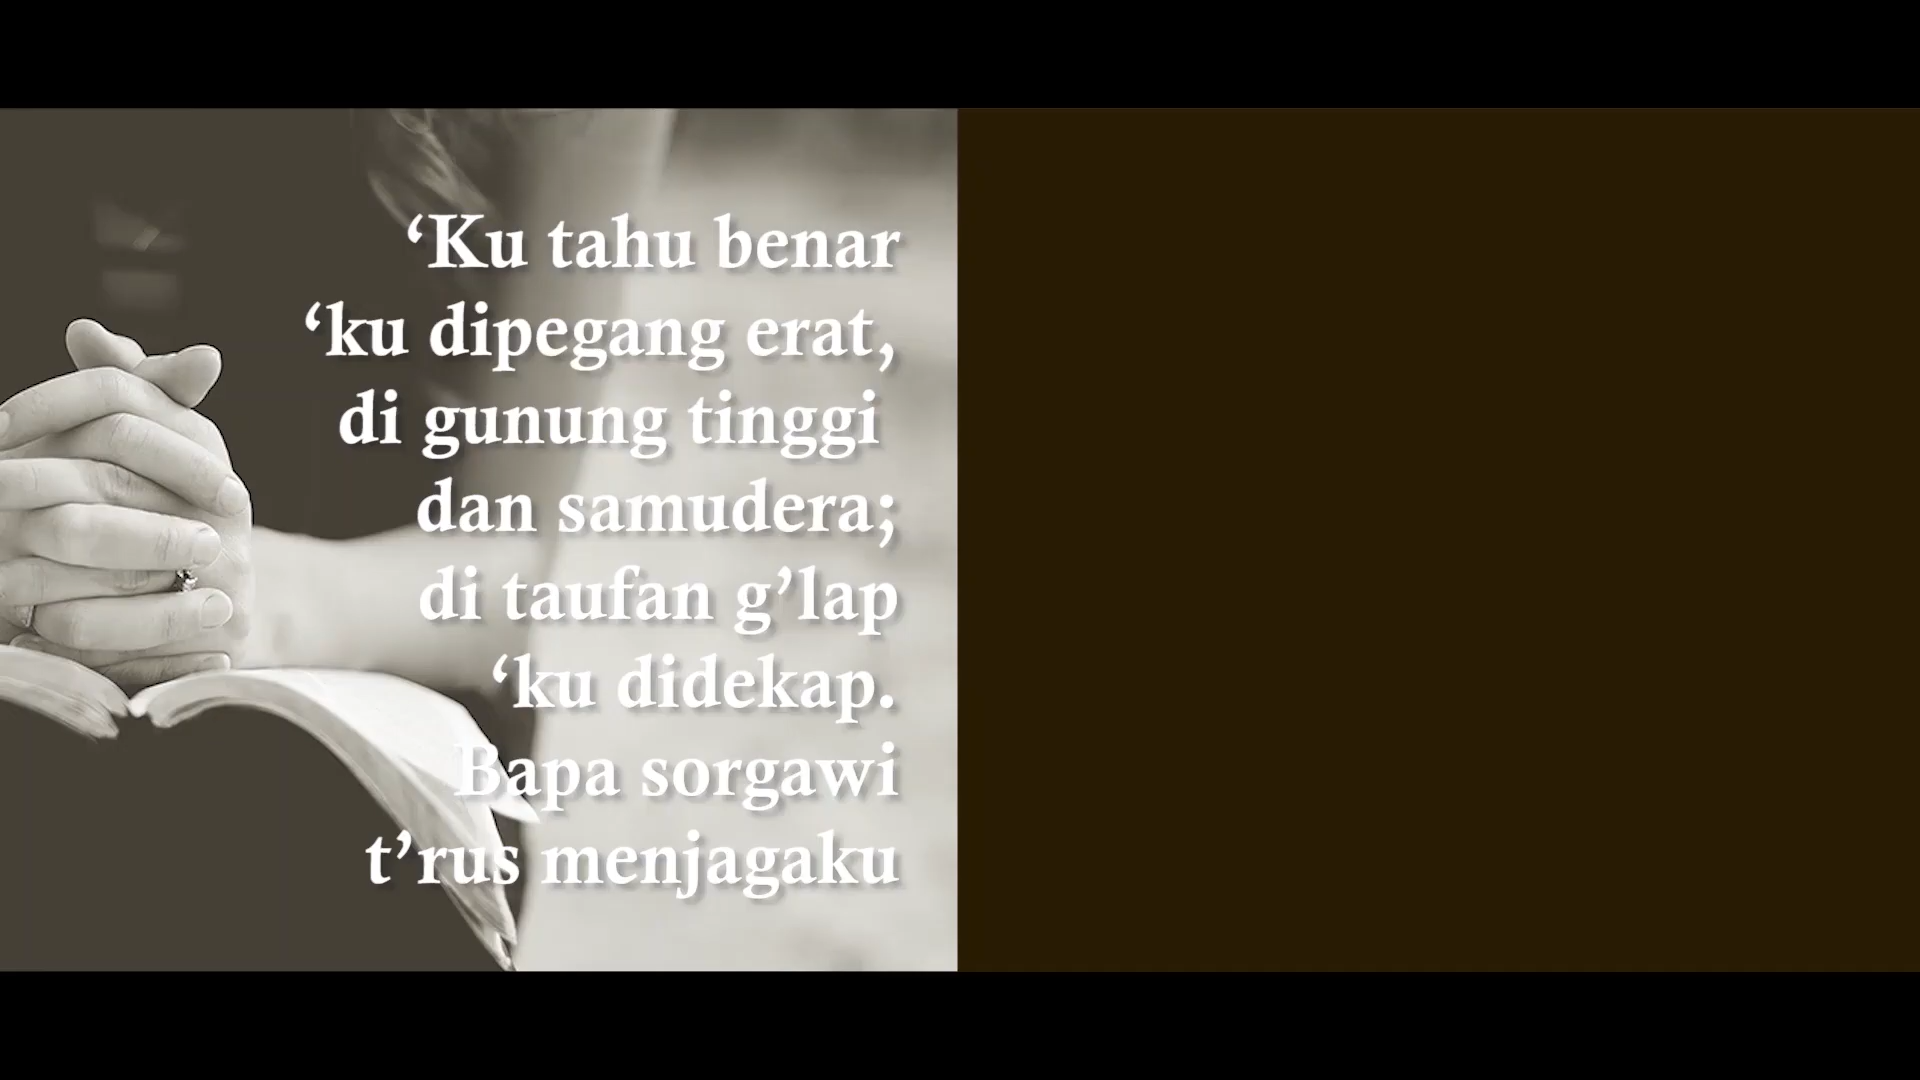 ‘Ku tahu benar
‘ku dipegang erat,
di gunung tinggi
dan samudera;
di taufan g’lap
‘ku didekap.
Bapa sorgawi
t’rus menjagaku